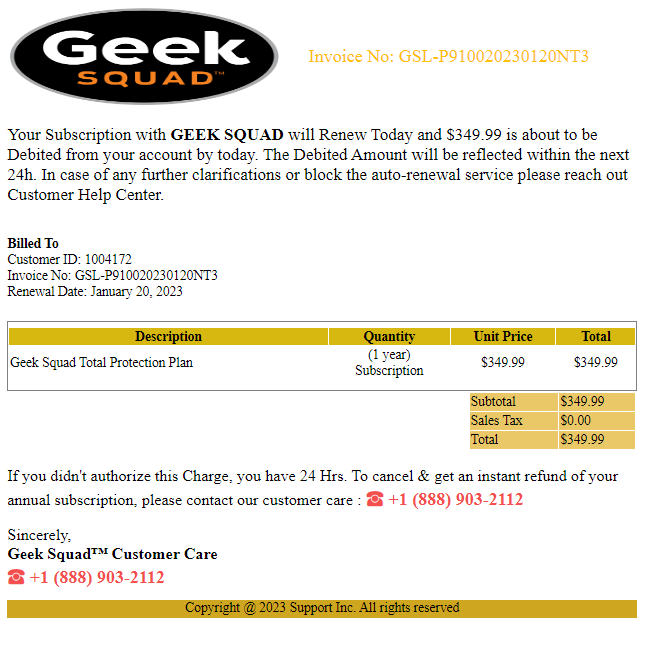 Geek
SQUAD™
Invoice No: GSL-P910020230120NT3
Your Subscription with GEEK SQUAD will Renew Today and $349.99 is about to be
Debited from your account by today. The Debited Amount will be reflected within the next
24h. In case of any further clarifications or block the auto-renewal service please reach out
Customer Help Center.
Billed To
Customer ID: 1004172
Invoice No: GSL-P910020230120NT3
Renewal Date: January 20, 2023
Description Quantity Unit Price Total
Geek Squad Total Protection Plan (1 year) Subscription $349.99 $349.99
Subtotal $349.99
Sales Tax $0.00
Total $349.99
If you didn't authorize this Charge, you have 24 Hrs. To cancel & get an instant refund of your
annual subscription, please contact our customer care : ☎ +1 (888) 903-2112
Sincerely,
Geek Squad™ Customer Care
☎ +1 (888) 903-2112
Copyright @ 2023 Support Inc. All rights reserved